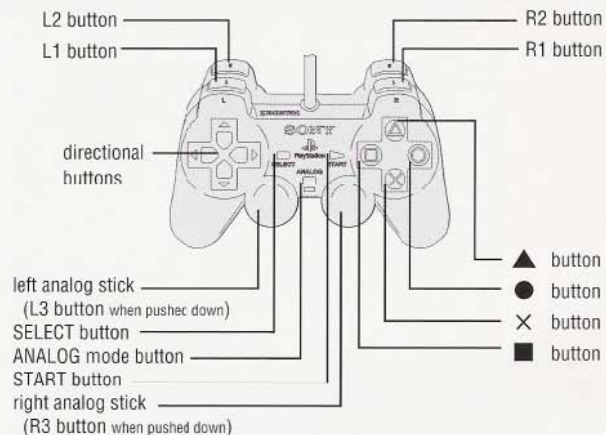 L2 button
R2 button
L1 button
R1 button
L
R
SONY
PlayStation
SELECT
START
ANALOG
directional
buttons
left analog stick
(L3 button when pushed down)
SELECT button
ANALOG mode button
START button
right analog stick
(R3 button when pushed down)
▲ button
● button
✕ button
■ button